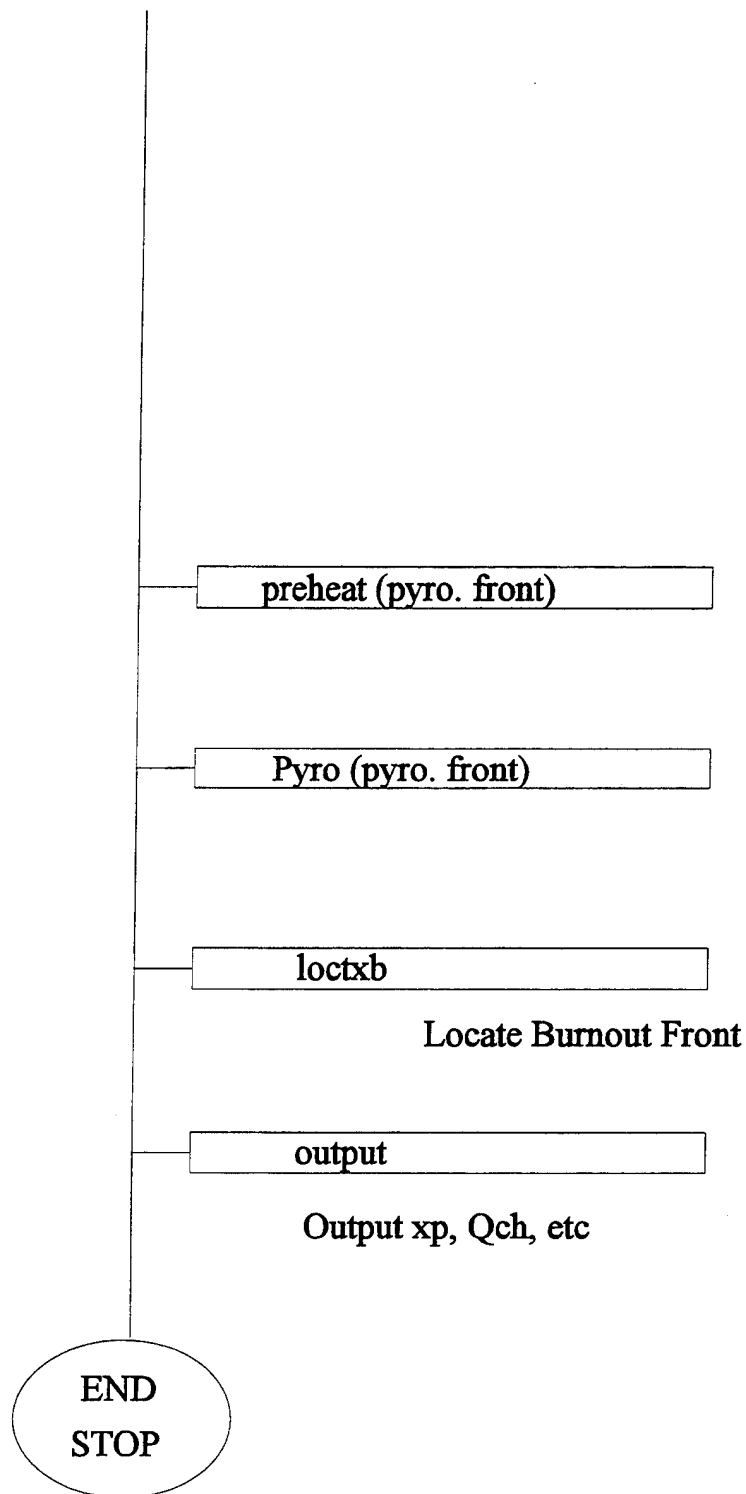 preheat (pyro. front)
Pyro (pyro. front)
loctxb
Locate Burnout Front
output
Output xp, Qch, etc
END
STOP